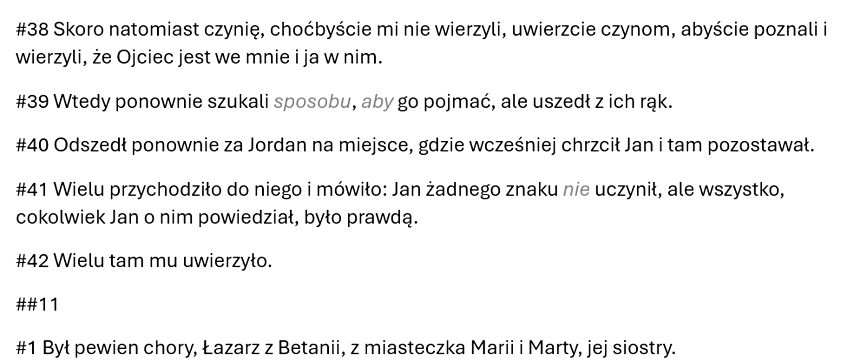 #38 Skoro natomiast czynię, choćbyście mi nie wierzyli, uwierzcie czynom, abyście poznali i
wierzyli, że Ojciec jest we mnie i ja w nim.
#39 Wtedy ponownie szukali sposobu, aby go pojmać, ale uszedł z ich rąk.
#40 Odszedł ponownie za Jordan na miejsce, gdzie wcześniej chrzcił Jan i tam pozostawał.
#41 Wielu przychodziło do niego i mówiło: Jan żadnego znaku nie uczynił, ale wszystko,
cokolwiek Jan o nim powiedział, było prawdą.
#42 Wielu tam mu uwierzyło.
##11
#1 Był pewien chory, Łazarz z Betanii, z miasteczka Marii i Marty, jej siostry.